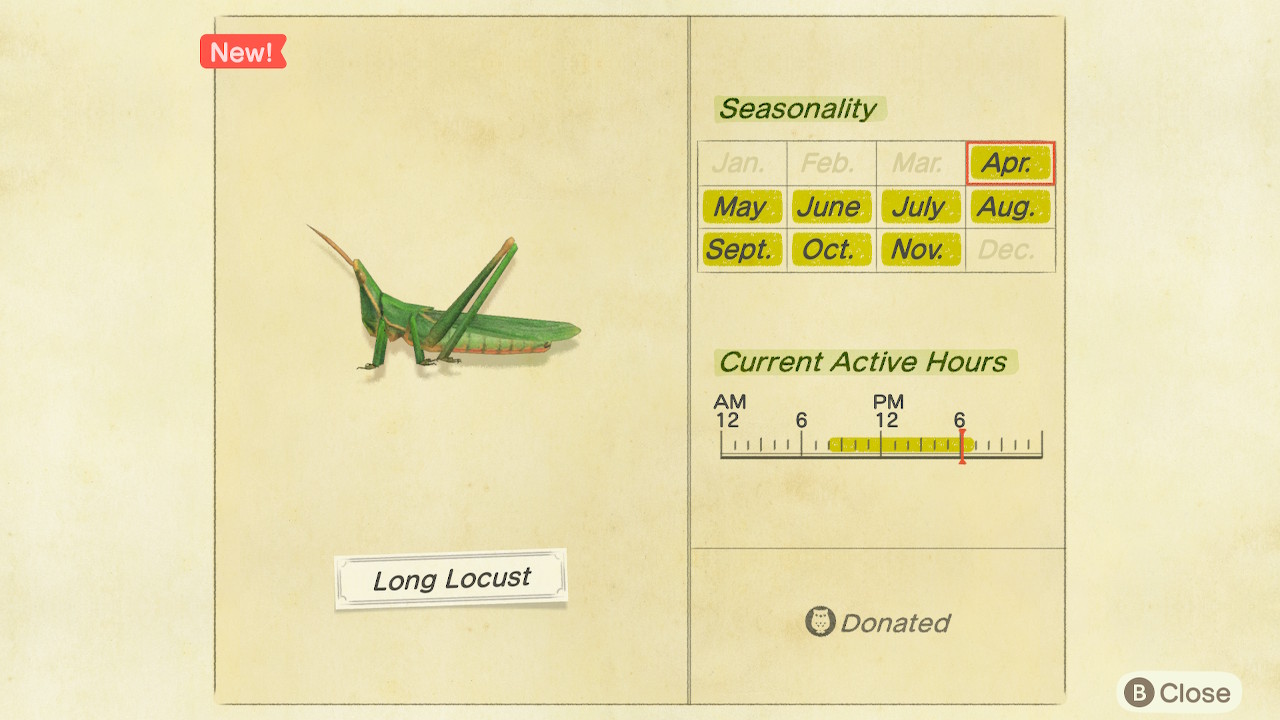 New!
Seasonality
Jan. Feb. Mar. Apr.
May June July Aug.
Sept. Oct. Nov. Dec.
Current Active Hours
AM PM
12 6 12 6
Long Locust
Donated
B Close